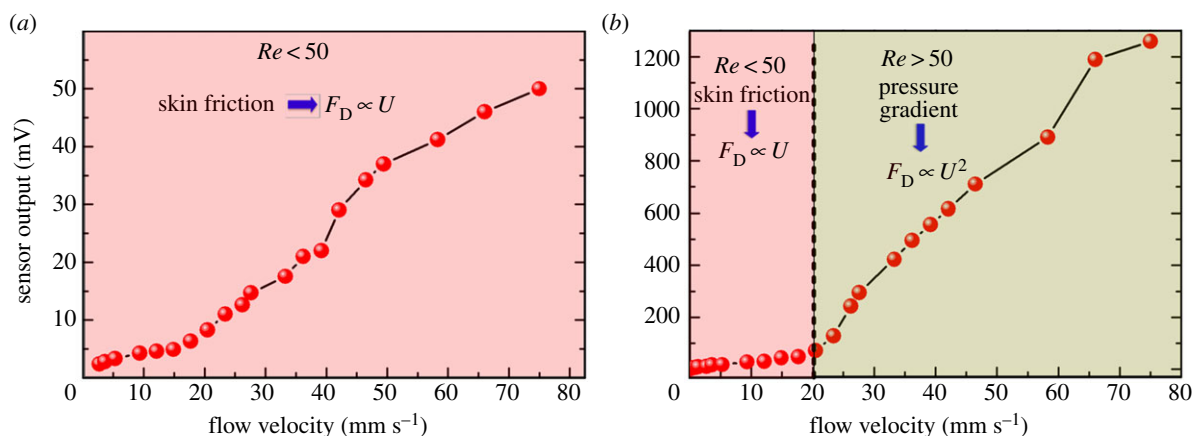 (a)
Re < 50
skin friction F_D ∝ U
50
40
30
20
10
0
sensor output (mV)
10 20 30 40 50 60 70 80
flow velocity (mm s⁻¹)
(b)
1200
1000
800
600
400
200
0
Re < 50
skin friction
F_D ∝ U
Re > 50
pressure
gradient
F_D ∝ U²
10 20 30 40 50 60 70 80
flow velocity (mm s⁻¹)